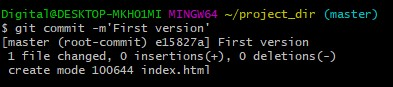 Digital@DESKTOP-MKHO1MI MINGW64 ~/project_dir (master)
$ git commit -m'First version'
[master (root-commit) e15827a] First version
1 file changed, 0 insertions(+), 0 deletions(-)
create mode 100644 index.html